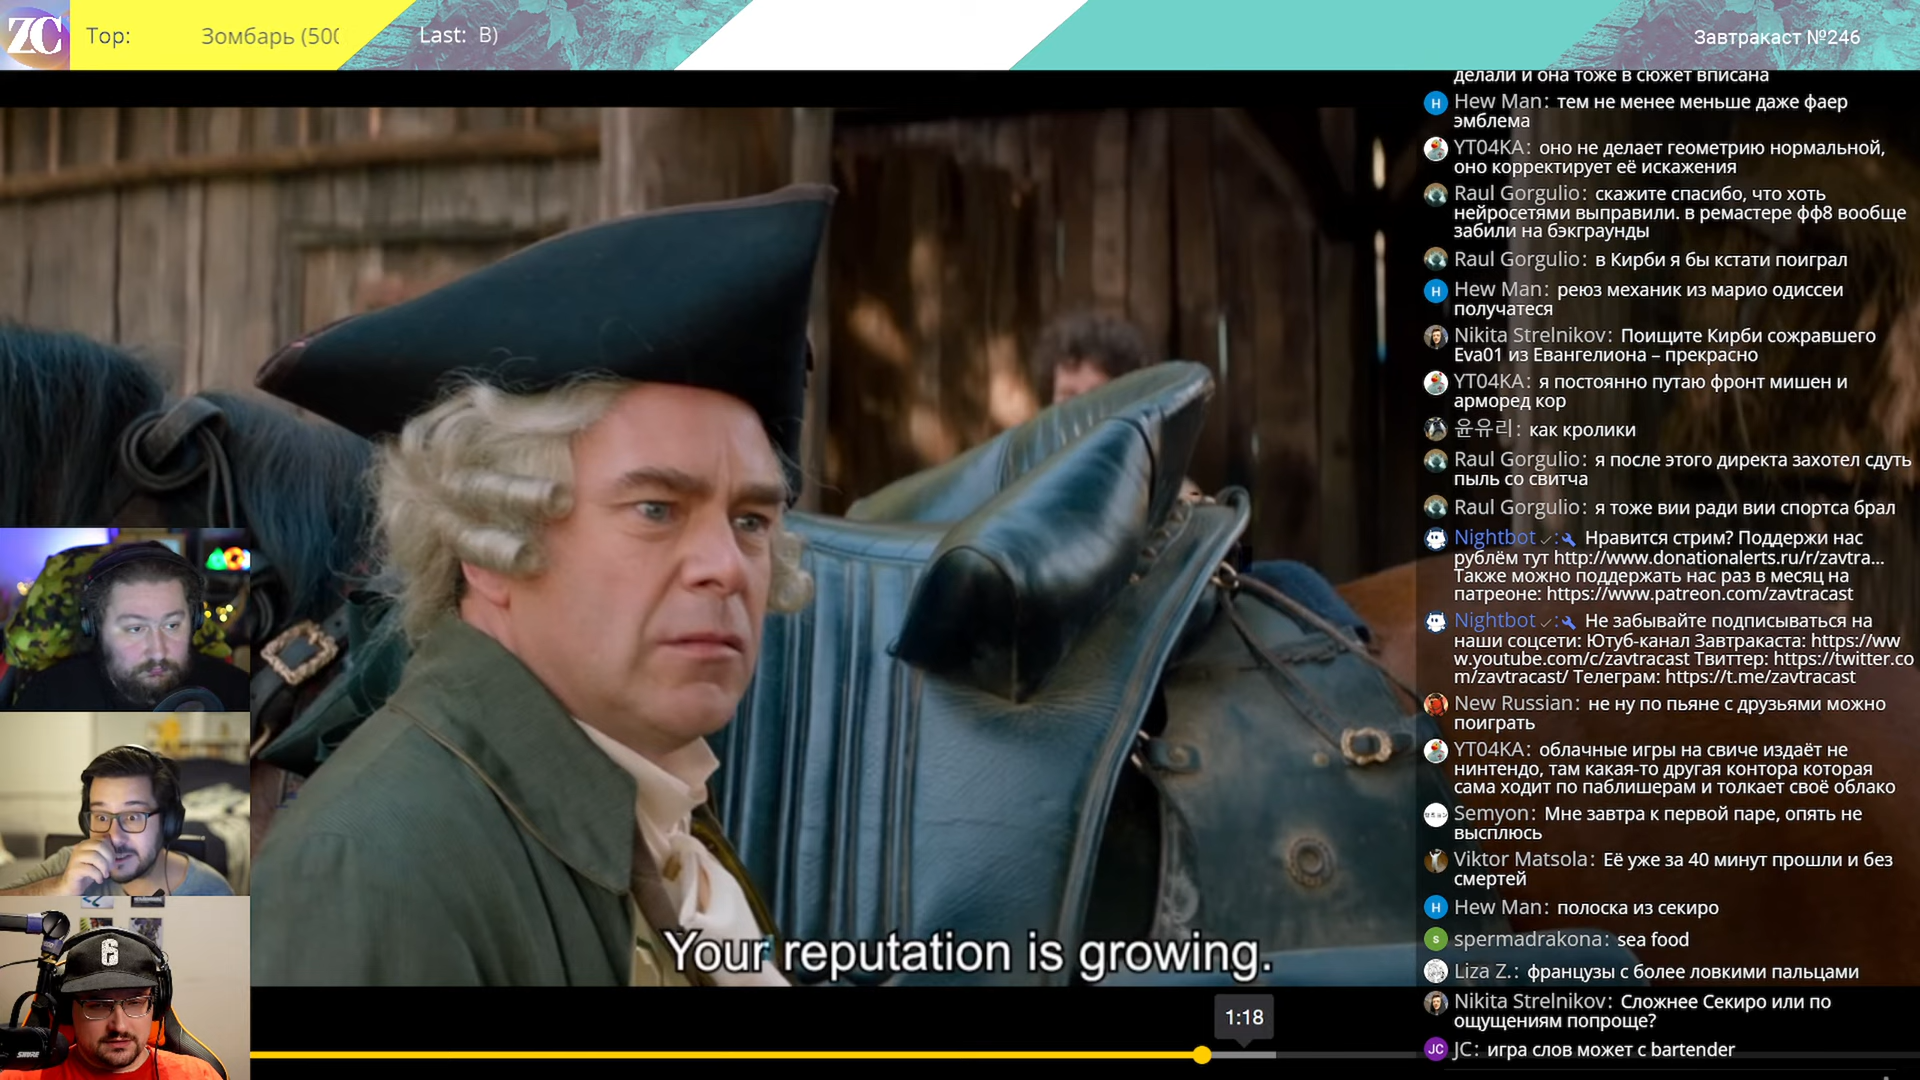 ZC
Top:
Зомбарь (500
Last: B)
Завтракаст №246
делали и она тоже в сюжет вписана
Hew Man: тем не менее меньше даже фаер
эмблема
YT04KA: оно не делает геометрию нормальной,
оно корректирует её искажения
Raul Gorgulio: скажите спасибо, что хоть
нейросетями выправили. в ремастере фф8 вообще
забили на бэкграунды
Raul Gorgulio: в Кирби я бы кстати поиграл
Hew Man: реюз механик из марио одиссеи
получатеся
Nikita Strelnikov: Поищите Кирби сожравшего
Eva01 из Евангелиона – прекрасно
YT04KA: я постоянно путаю фронт мишен и
арморед кор
윤유리: как кролики
Raul Gorgulio: я после этого директа захотел сдуть
пыль со свитча
Raul Gorgulio: я тоже вии ради вии спортса брал
Nightbot: Нравится стрим? Поддержи нас
рублём тут http://www.donationalerts.ru/r/zavtra...
Также можно поддержать нас раз в месяц на
патреоне: https://www.patreon.com/zavtracast
Nightbot: Не забывайте подписываться на
наши соцсети: Ютуб-канал Завтракаста: https://ww
w.youtube.com/c/zavtracast Твиттер: https://twitter.co
m/zavtracast/ Телеграм: https://t.me/zavtracast
New Russian: не ну по пьяне с друзьями можно
поиграть
YT04KA: облачные игры на свиче издаёт не
нинтендо, там какая-то другая контора которая
сама ходит по паблишерам и толкает своё облако
Semyon: Мне завтра к первой паре, опять не
высплюсь
Viktor Matsola: Её уже за 40 минут прошли и без
смертей
Hew Man: полоска из секиро
spermadrakona: sea food
Liza Z.: французы с более ловкими пальцами
Nikita Strelnikov: Сложнее Секиро или по
ощущениям попроще?
JC: игра слов может с bartender
Your reputation is growing.
1:18
6
SHURE